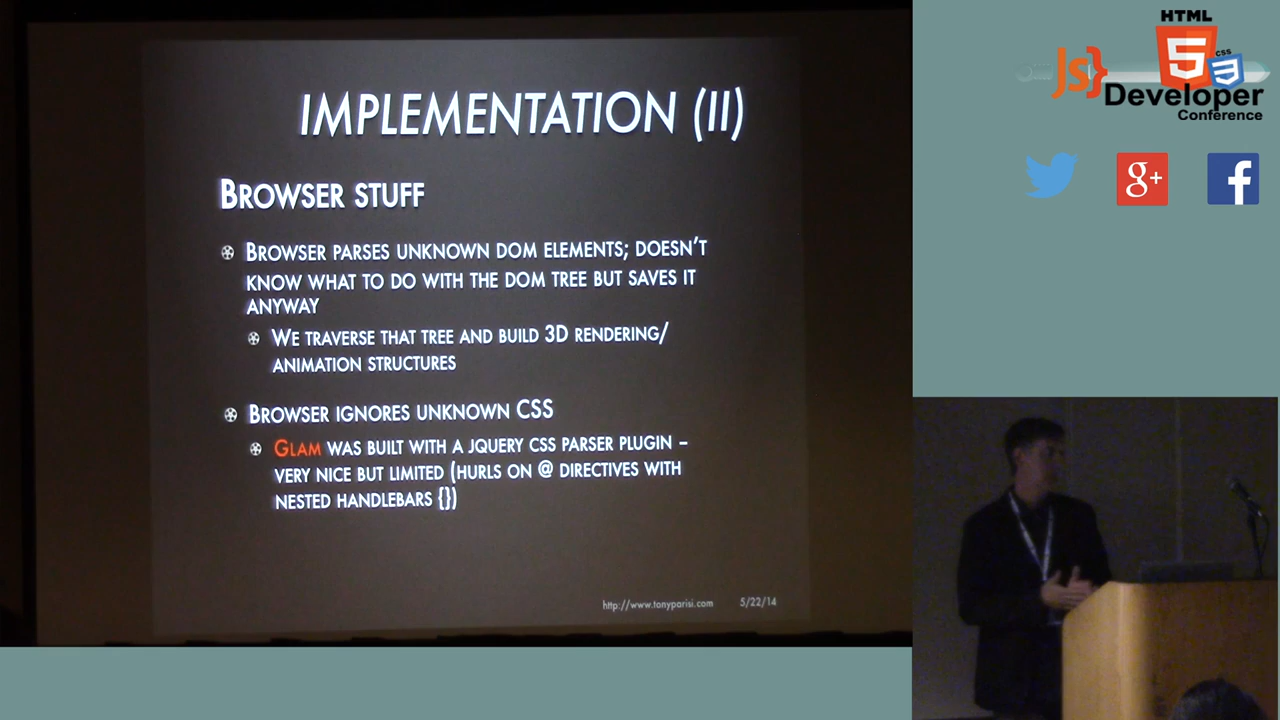 IMPLEMENTATION (II)
BROWSER STUFF
BROWSER PARSES UNKNOWN DOM ELEMENTS; DOESN'T
KNOW WHAT TO DO WITH THE DOM TREE BUT SAVES IT
ANYWAY
WE TRAVERSE THAT TREE AND BUILD 3D RENDERING/
ANIMATION STRUCTURES
BROWSER IGNORES UNKNOWN CSS
GLAM WAS BUILT WITH A JQUERY CSS PARSER PLUGIN –
VERY NICE BUT LIMITED (HURLS ON @ DIRECTIVES WITH
NESTED HANDLEBARS {})
http://www.tonyparisi.com 5/22/14
HTML
JS} 5 CSS 3
Developer
Conference
g+ f